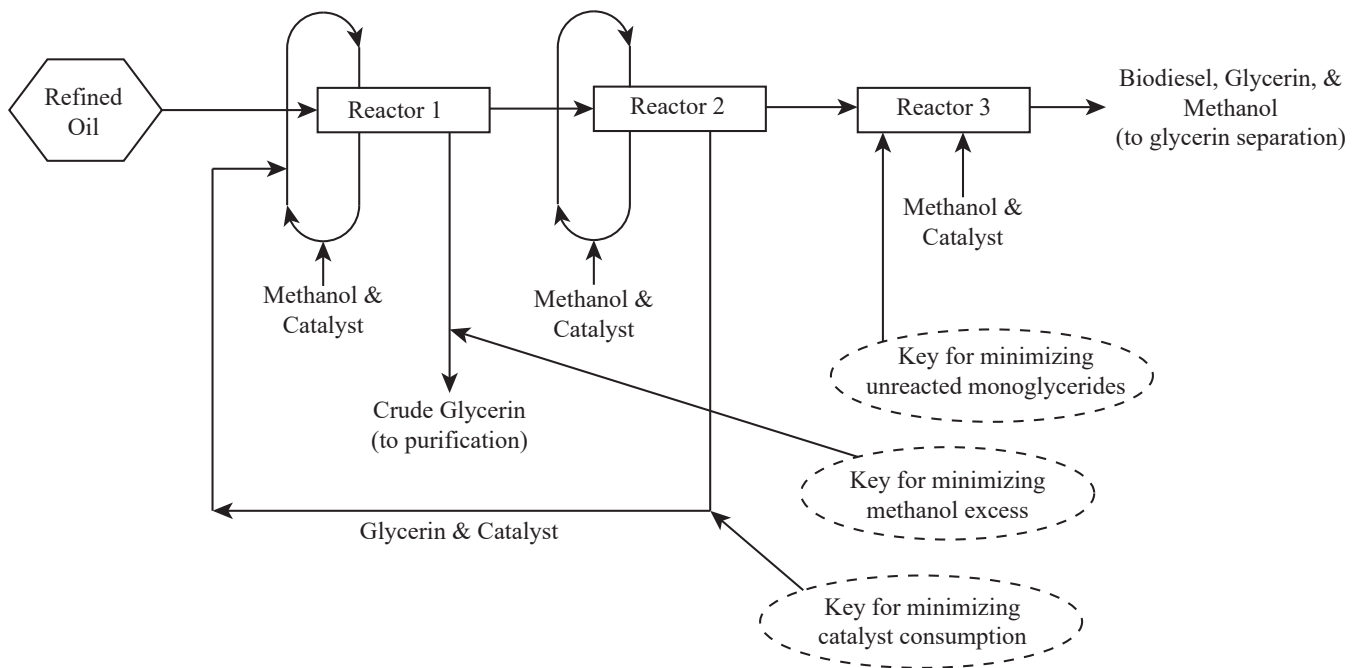 Refined
Oil
Reactor 1
Reactor 2
Reactor 3
Biodiesel, Glycerin, &
Methanol
(to glycerin separation)
Methanol &
Catalyst
Methanol &
Catalyst
Methanol &
Catalyst
Key for minimizing
unreacted monoglycerides
Crude Glycerin
(to purification)
Key for minimizing
methanol excess
Glycerin & Catalyst
Key for minimizing
catalyst consumption